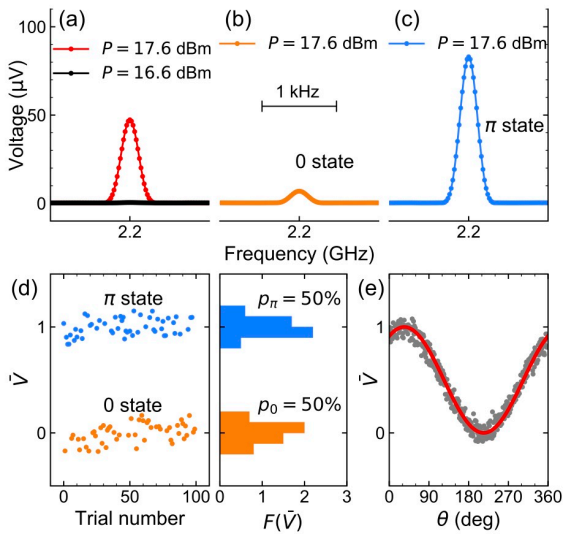 (a)
P = 17.6 dBm
P = 16.6 dBm
(b)
P = 17.6 dBm
1 kHz
0 state
(c)
P = 17.6 dBm
π state
Voltage (µV)
100
50
0
2.2
2.2
2.2
Frequency (GHz)
(d)
π state
0 state
V̄
1
0
0
50
100
Trial number
pπ = 50%
p0 = 50%
0
1
2
3
F(V̄)
(e)
V̄
1
0
0
90
180
270
360
θ (deg)